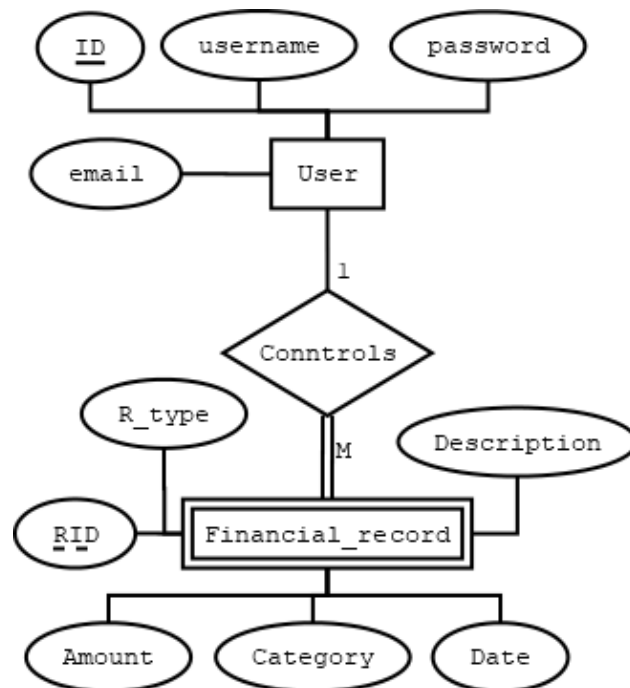 ID
username
password
email
User
1
Conntrols
R_type
M
Description
RID
Financial_record
Amount
Category
Date